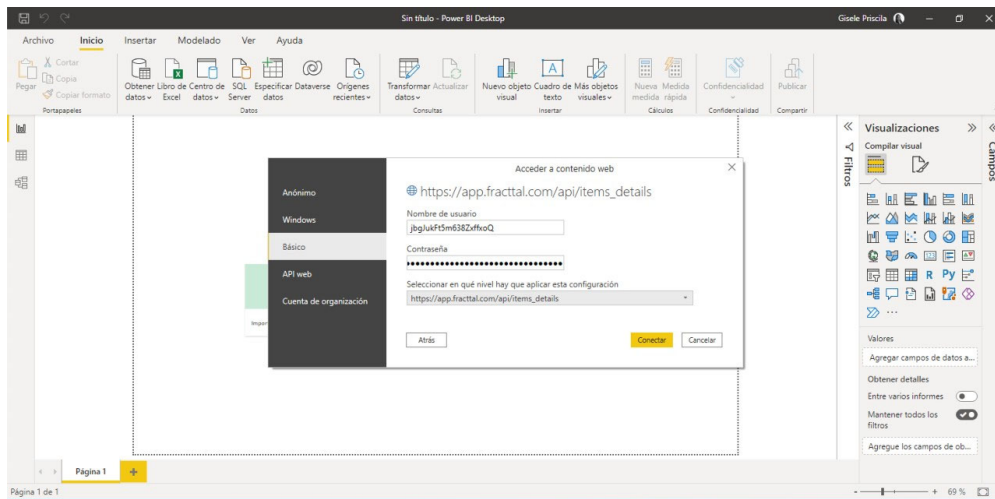 Sin título - Power BI Desktop
Gisele Priscila
Archivo Inicio Insertar Modelado Ver Ayuda
Pegar
Cortar
Copia
Copiar formato
Portapapeles
Obtener datos
Libro de Excel
Centro de datos
SQL Server
Especificar datos
Dataverse
Orígenes recientes
Datos
Transformar datos
Actualizar
Consultas
Nuevo objeto visual
Cuadro de texto
Más objetos visuales
Insertar
Nueva medida
Medida rápida
Cálculos
Confidencialidad
Confidencialidad
Publicar
Compartir
Acceder a contenido web
Anónimo
Windows
Básico
API web
Cuenta de organización
https://app.fracttal.com/api/items_details
Nombre de usuario
jbgJukFt5m638ZxffxoQ
Contraseña
Seleccionar en qué nivel hay que aplicar esta configuración
https://app.fracttal.com/api/items_details
Atrás
Conectar
Cancelar
Impor
Filtros
Visualizaciones
Compilar visual
R Py
Valores
Agregar campos de datos a...
Obtener detalles
Entre varios informes
Mantener todos los
filtros
Agregue los campos de ob...
Campos
Página 1
Página 1 de 1
69 %